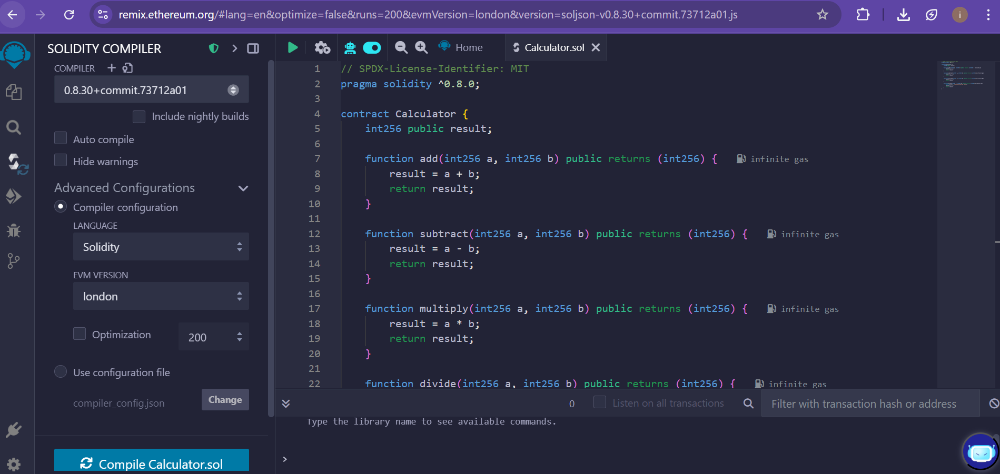 remix.ethereum.org/#lang=en&optimize=false&runs=200&evmVersion=london&version=soljson-v0.8.30+commit.73712a01.js
i
SOLIDITY COMPILER
COMPILER
0.8.30+commit.73712a01
Include nightly builds
Auto compile
Hide warnings
Advanced Configurations
Compiler configuration
LANGUAGE
Solidity
EVM VERSION
london
Optimization
200
Use configuration file
compiler_config.json
Change
Compile Calculator.sol
Home
Calculator.sol
1 // SPDX-License-Identifier: MIT
2 pragma solidity ^0.8.0;
3
4 contract Calculator {
5 int256 public result;
6
7 function add(int256 a, int256 b) public returns (int256) { infinite gas
8 result = a + b;
9 return result;
10 }
11
12 function subtract(int256 a, int256 b) public returns (int256) { infinite gas
13 result = a - b;
14 return result;
15 }
16
17 function multiply(int256 a, int256 b) public returns (int256) { infinite gas
18 result = a * b;
19 return result;
20 }
21
22 function divide(int256 a, int256 b) public returns (int256) { infinite gas
0
Listen on all transactions
Filter with transaction hash or address
Type the library name to see available commands.
>